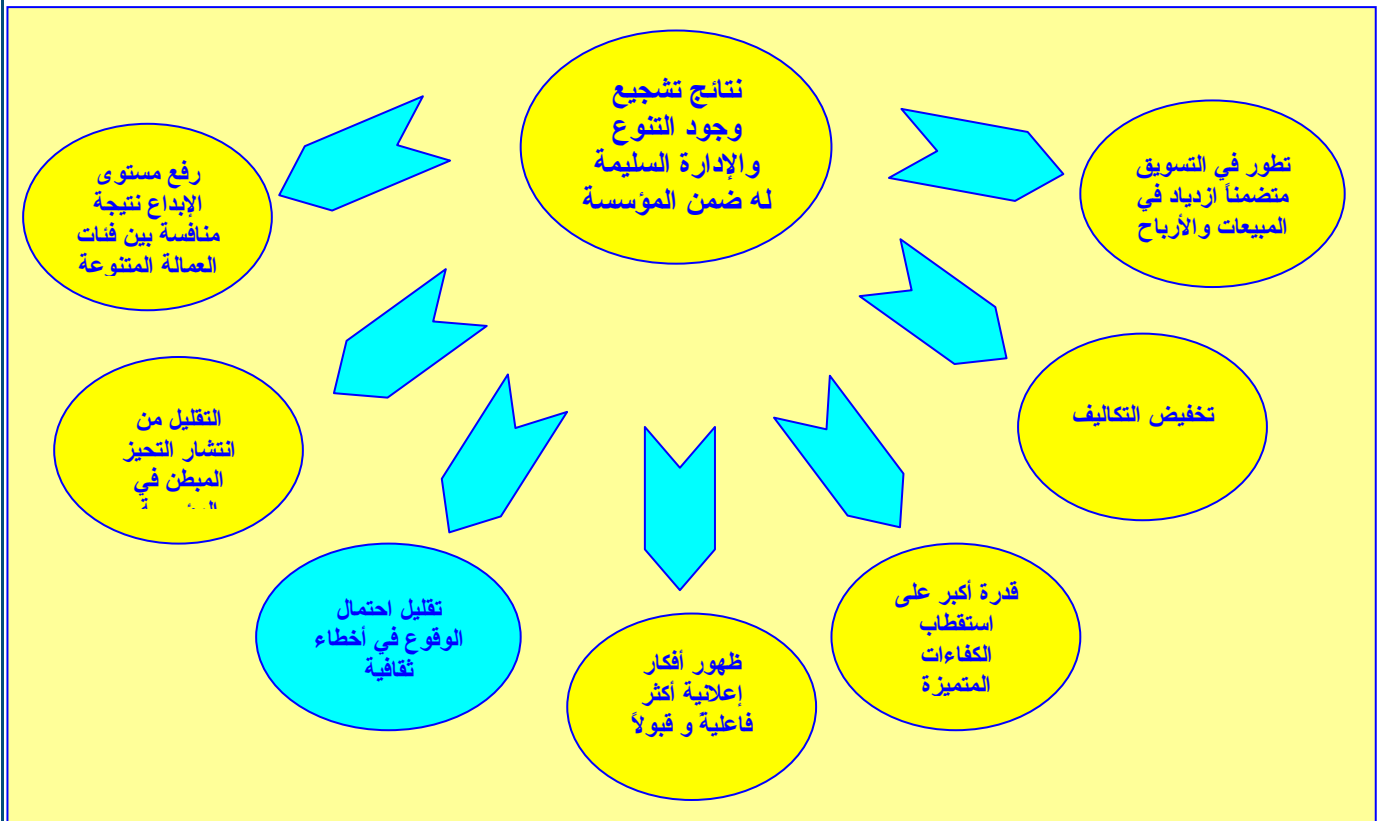 نتائج تشجيع
وجود التنوع
والإدارة السليمة
له ضمن المؤسسة
تطور في التسويق
متضمناً ازدياد في
المبيعات والأرباح
تخفيض التكاليف
قدرة أكبر على
استقطاب
الكفاءات
المتميزة
ظهور أفكار
إعلانية أكثر
فاعلية و قبولاً
تقليل احتمال
الوقوع في أخطاء
ثقافية
التقليل من
انتشار التحيز
المبطن في
رفع مستوى
الإبداع نتيجة
منافسة بين فئات
العمالة المتنوعة